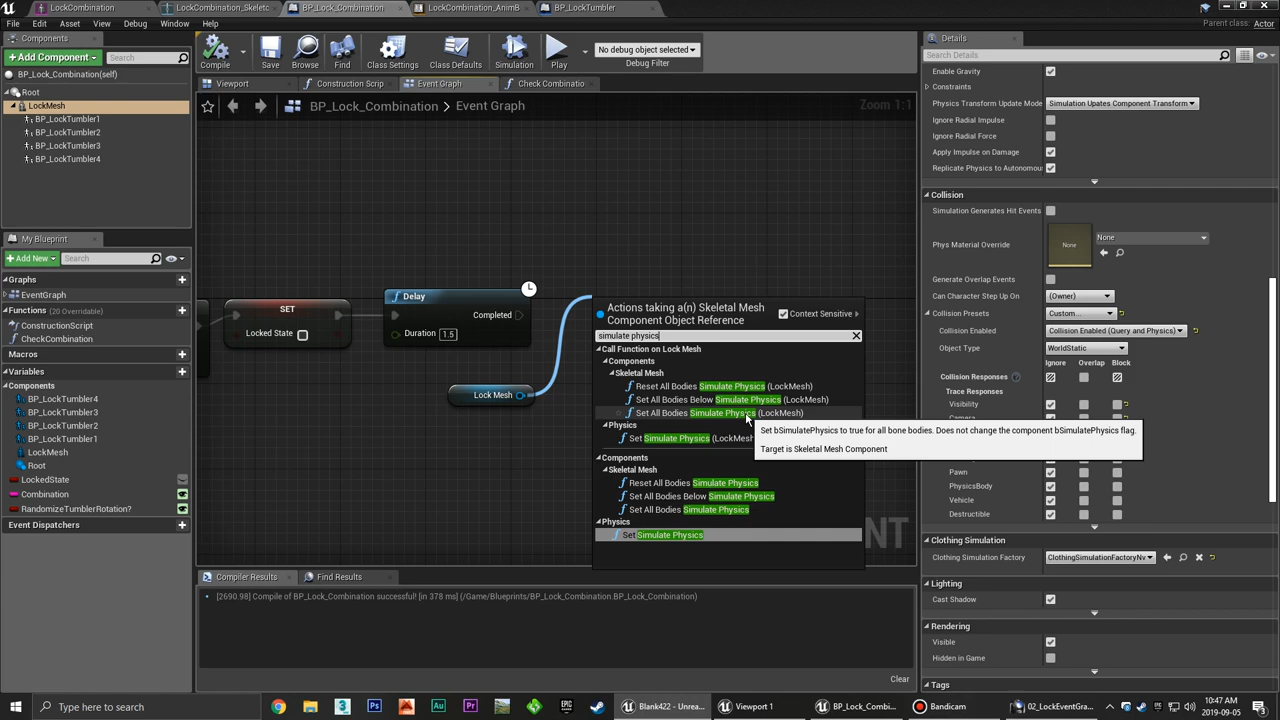 LockCombination
LockCombination_Skeletc
BP_Lock_Combination
LockCombination_AnimB
BP_LockTumbler
File Edit Asset View Debug Window Help
Parent class: Actor
Components
Add Component
Search
BP_Lock_Combination(self)
Root
LockMesh
BP_LockTumbler1
BP_LockTumbler2
BP_LockTumbler3
BP_LockTumbler4
My Blueprint
Add New
Search
Graphs
EventGraph
Functions (20 Overridable)
ConstructionScript
CheckCombination
Macros
Variables
Components
BP_LockTumbler4
BP_LockTumbler3
BP_LockTumbler2
BP_LockTumbler1
LockMesh
Root
LockedState
Combination
RandomizeTumblerRotation?
Event Dispatchers
Compile Save Browse Find Class Settings Class Defaults Simulation Play
No debug object selected
Debug Filter
Viewport Construction Scrip Event Graph Check Combinatio
BP_Lock_Combination > Event Graph
Zoom 1:1
SET
Locked State
Delay
Completed
Duration 1.5
Lock Mesh
Actions taking a(n) Skeletal Mesh
Component Object Reference
Context Sensitive
simulate physics
Call Function on Lock Mesh
Components
Skeletal Mesh
Reset All Bodies Simulate Physics (LockMesh)
Set All Bodies Below Simulate Physics (LockMesh)
Set All Bodies Simulate Physics (LockMesh)
Physics
Set Simulate Physics (LockMesh
Components
Skeletal Mesh
Reset All Bodies Simulate Physics
Set All Bodies Below Simulate Physics
Set All Bodies Simulate Physics
Physics
Set Simulate Physics
Set bSimulatePhysics to true for all bone bodies. Does not change the component bSimulatePhysics flag.
Target is Skeletal Mesh Component
Compiler Results
Find Results
[2690.98] Compile of BP_Lock_Combination successful! [in 378 ms] (/Game/Blueprints/BP_Lock_Combination.BP_Lock_Combination)
Clear
Details
Search Details
Enable Gravity
Constraints
Physics Transform Update Mode
Simulation Upates Component Transform
Ignore Radial Impulse
Ignore Radial Force
Apply Impulse on Damage
Replicate Physics to Autonomou
Collision
Simulation Generates Hit Events
Phys Material Override
None
None
Generate Overlap Events
Can Character Step Up On (Owner)
Collision Presets Custom...
Collision Enabled Collision Enabled (Query and Physics)
Object Type WorldStatic
Ignore Overlap Block
Collision Responses
Trace Responses
Visibility
Camera
Pawn
PhysicsBody
Vehicle
Destructible
Clothing Simulation
Clothing Simulation Factory ClothingSimulationFactoryNv
Lighting
Cast Shadow
Rendering
Visible
Hidden in Game
Tags
Type here to search
Blank422 - Unrea...
Viewport 1
BP_Lock_Combi...
Bandicam
02_LockEventGra...
10:47 AM
2019-09-05